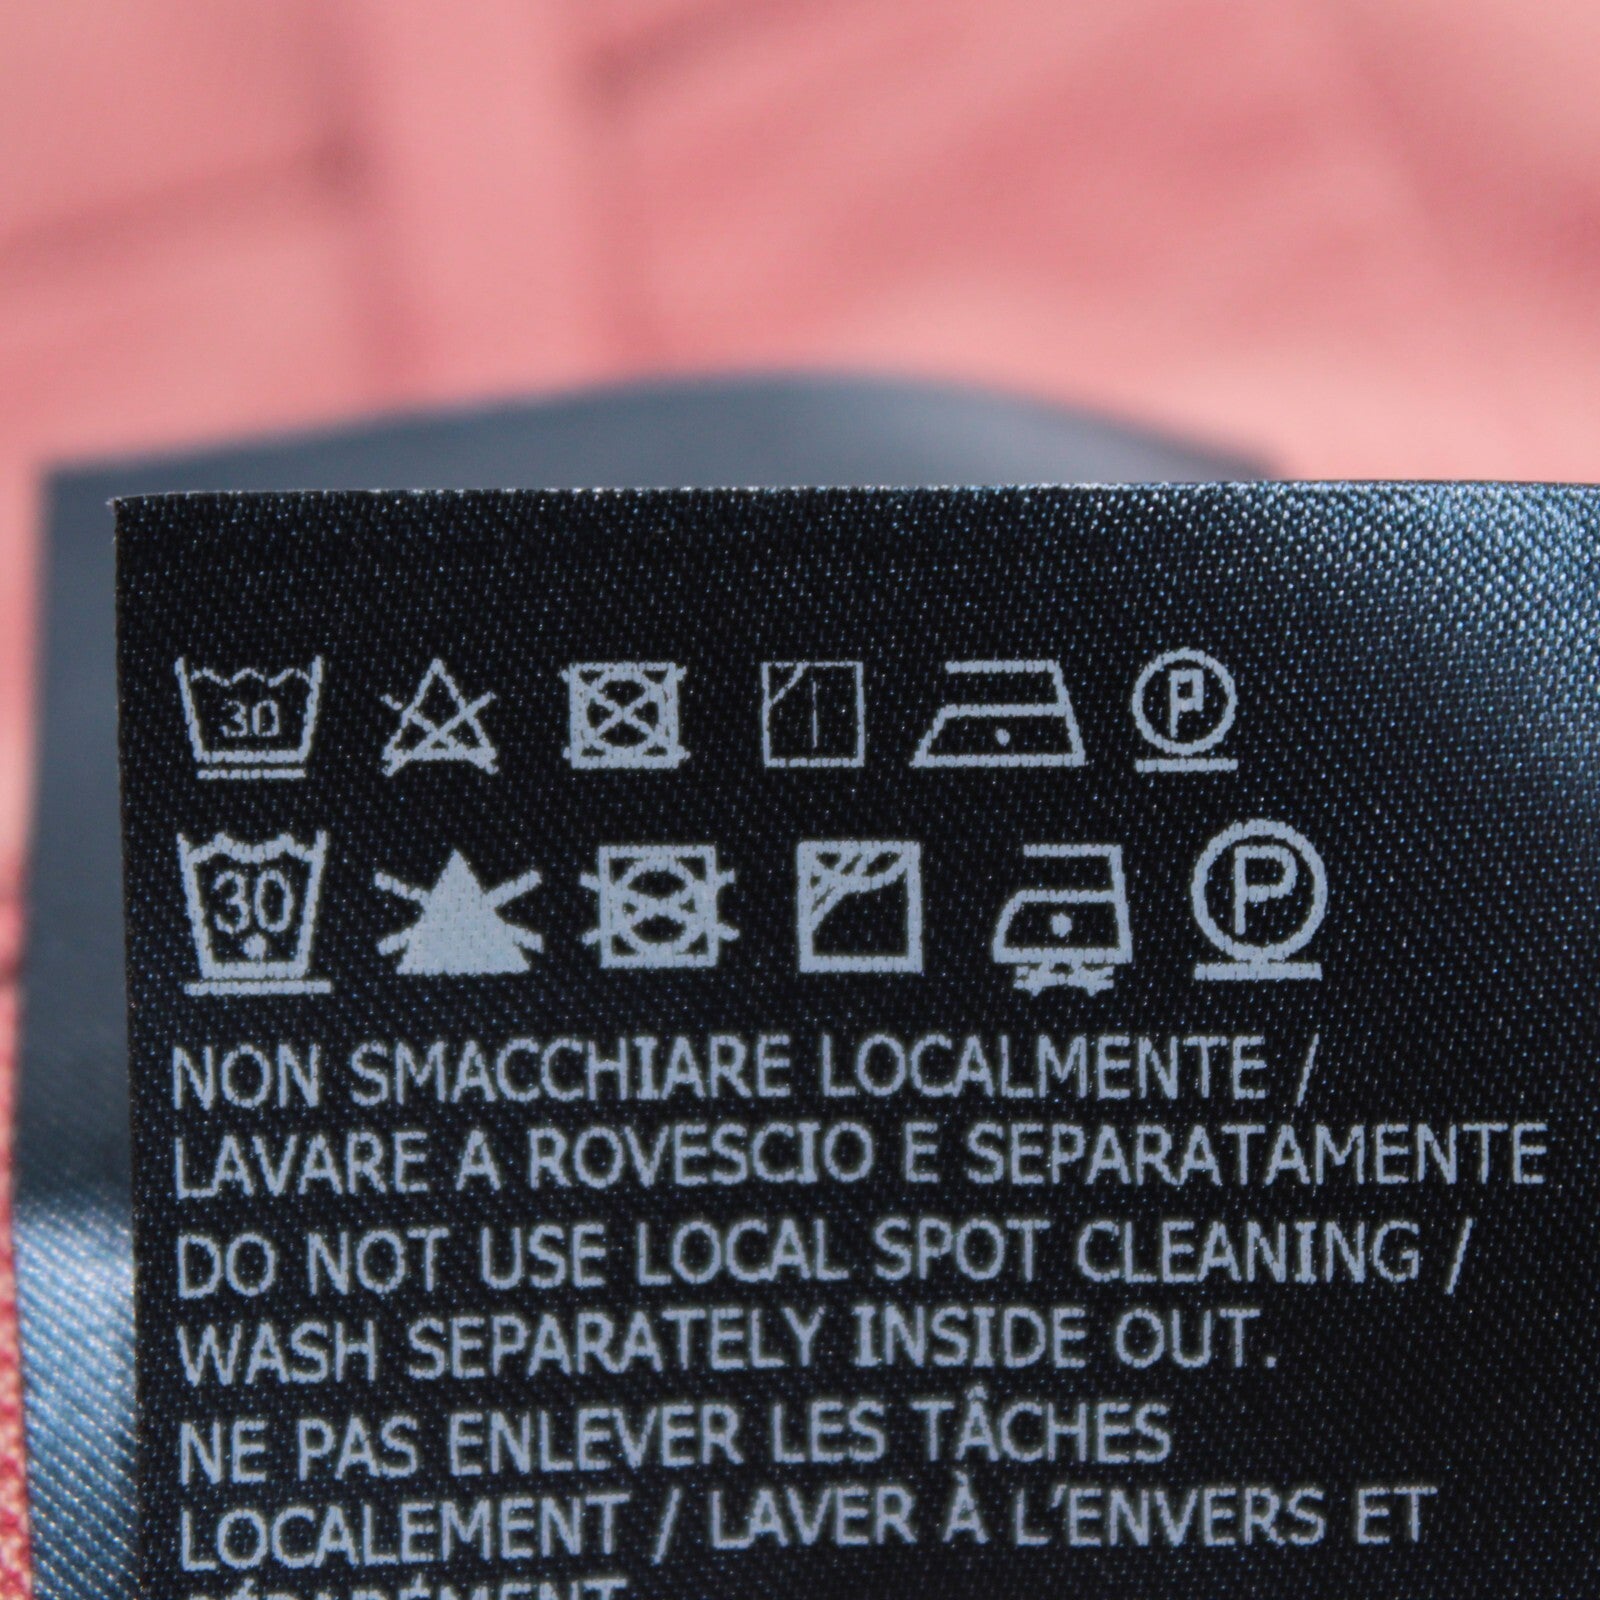 30 P
30 P
NON SMACCHIARE LOCALMENTE /
LAVARE A ROVESCIO E SEPARATAMENTE
DO NOT USE LOCAL SPOT CLEANING /
WASH SEPARATELY INSIDE OUT.
NE PAS ENLEVER LES TÂCHES
LOCALEMENT / LAVER À L'ENVERS ET